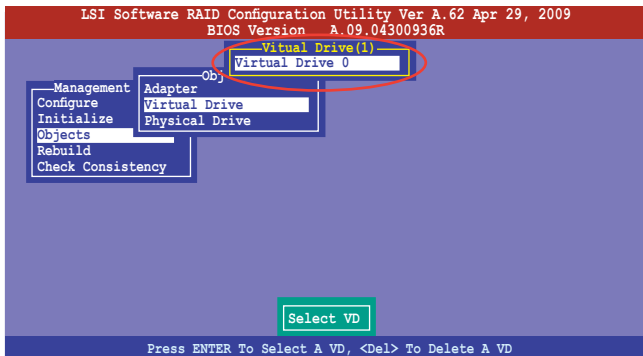 LSI Software RAID Configuration Utility Ver A.62 Apr 29, 2009
BIOS Version A.09.04300936R
Vitual Drive(1)
Virtual Drive 0
Obj
Adapter
Virtual Drive
Physical Drive
Management
Configure
Initialize
Objects
Rebuild
Check Consistency
Select VD
Press ENTER To Select A VD, <Del> To Delete A VD